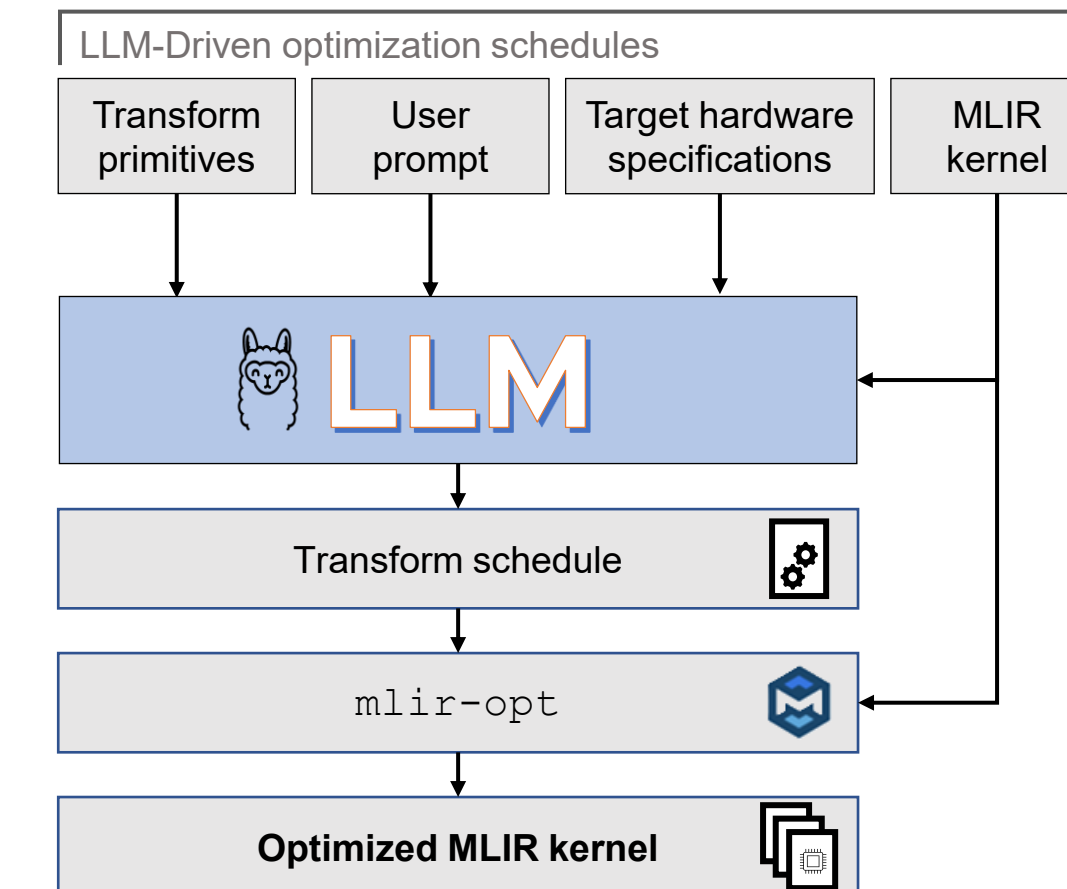 LLM-Driven optimization schedules
Transform
primitives
User
prompt
Target hardware
specifications
MLIR
kernel
LLM
Transform schedule
mlir-opt
Optimized MLIR kernel